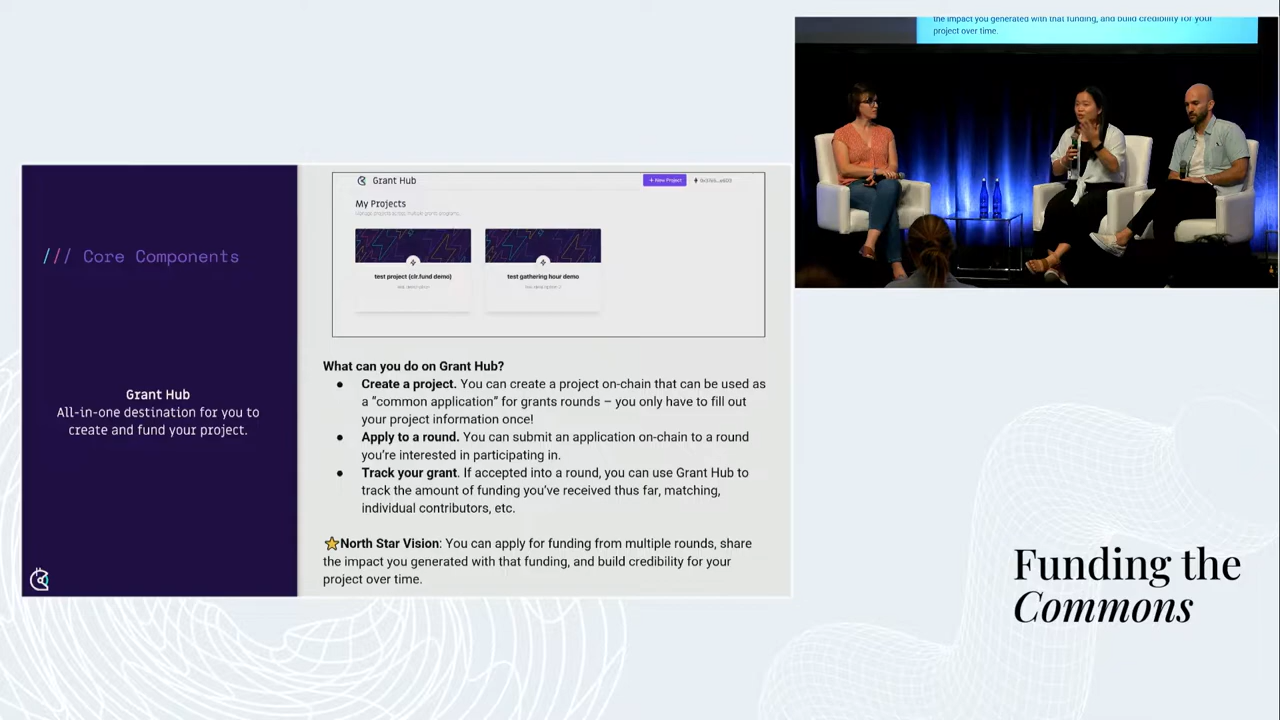 /// Core Components
Grant Hub
All-in-one destination for you to
create and fund your project.
Grant Hub
+ New Project
My Projects
test project (clr.fund demo)
test gathering hour demo
What can you do on Grant Hub?
● Create a project. You can create a project on-chain that can be used as
a "common application" for grants rounds – you only have to fill out
your project information once!
● Apply to a round. You can submit an application on-chain to a round
you're interested in participating in.
● Track your grant. If accepted into a round, you can use Grant Hub to
track the amount of funding you've received thus far, matching,
individual contributors, etc.
⭐North Star Vision: You can apply for funding from multiple rounds, share
the impact you generated with that funding, and build credibility for your
project over time.
the impact you generated with that funding, and build credibility for your
project over time.
Funding the
Commons